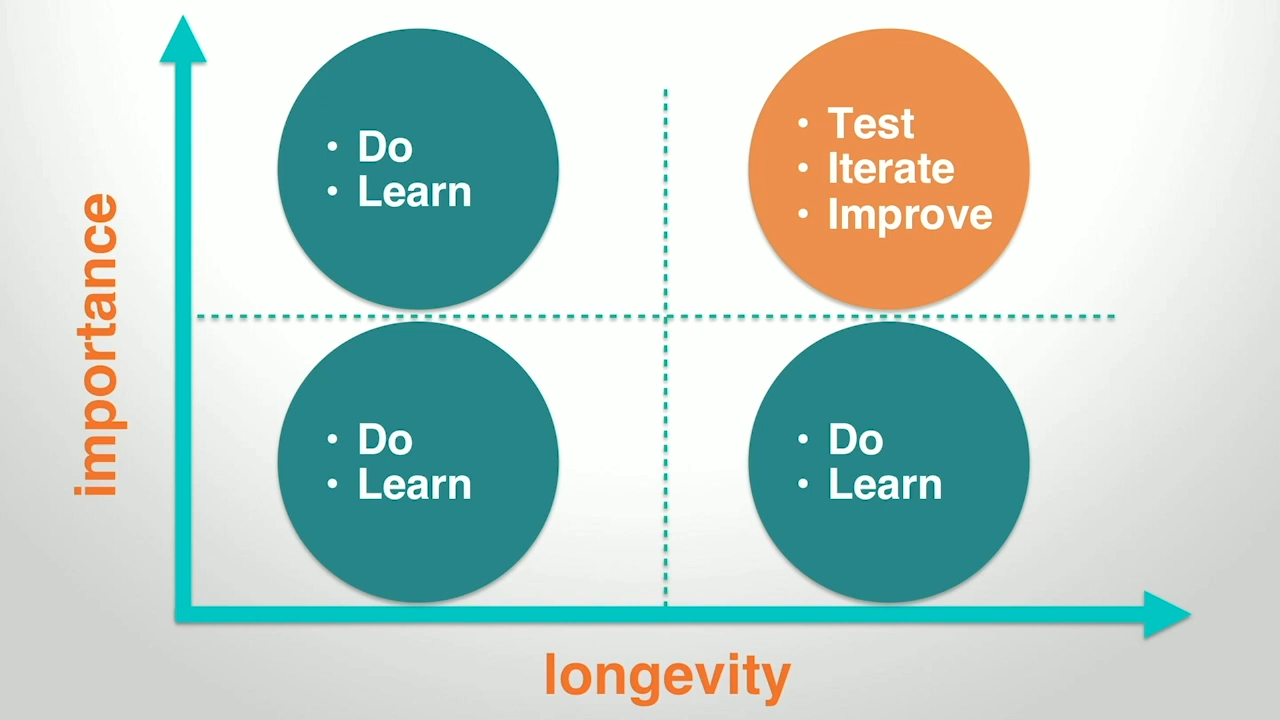 • Do
• Learn
• Test
• Iterate
• Improve
importance
• Do
• Learn
• Do
• Learn
longevity